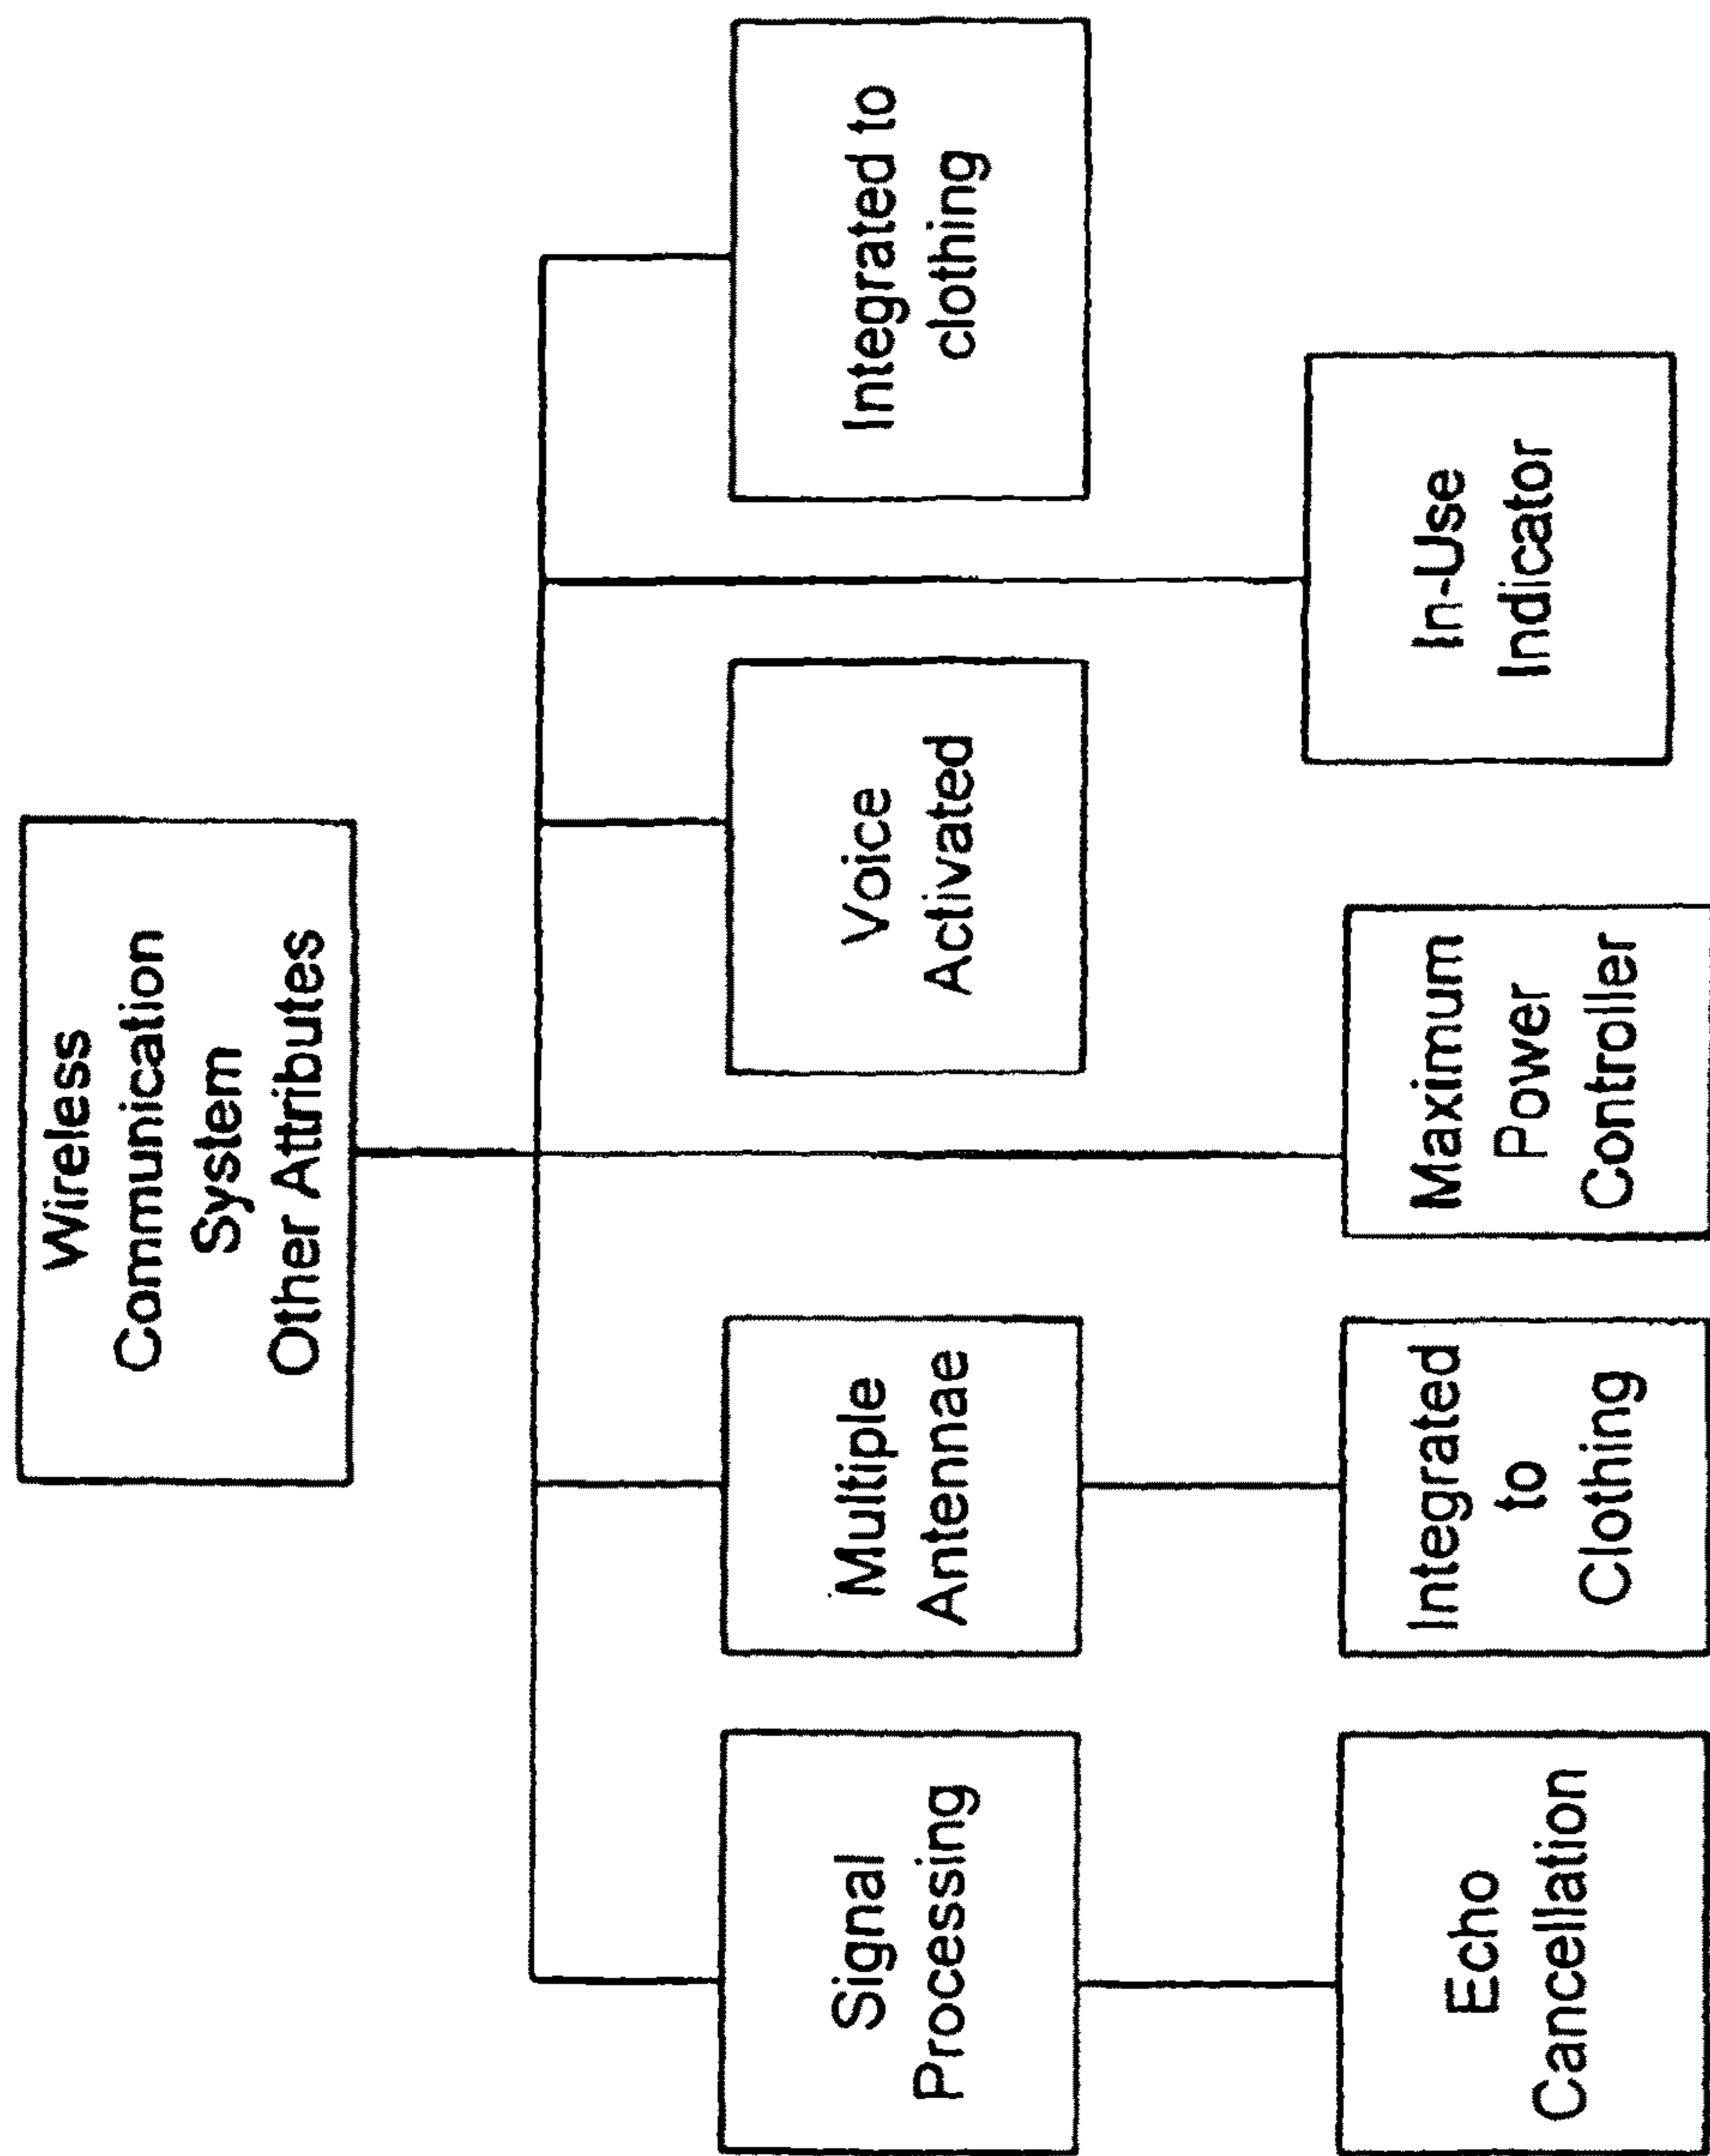 Wireless
Communication
System
Other Attributes
Signal
Processing
Multiple
Antennae
Voice
Activated
Integrated to
clothing
Echo
Cancellation
Integrated
to
Clothing
Maximum
Power
Controller
In-Use
Indicator